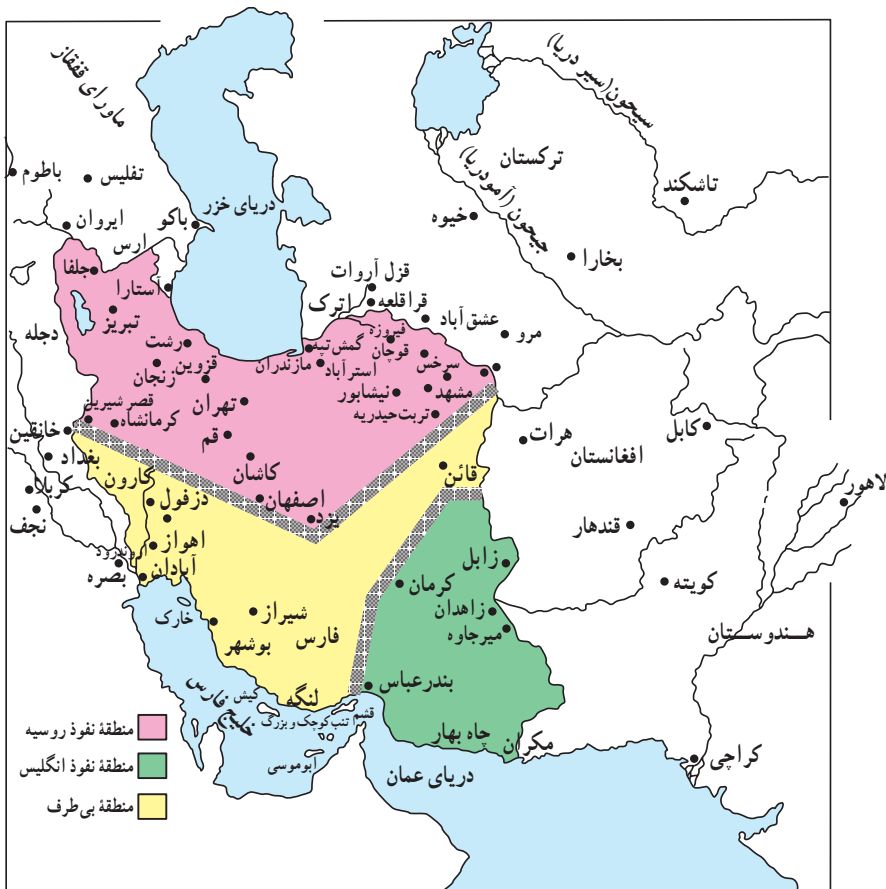 ماورای قفقاز
سیحون(سیر دریا)
ترکستان
جیحون(آمودریا)
تاشکند
باطوم
تفلیس
دریای خزر
خیوه
ایروان
باکو
ارس
بخارا
جلفا
آستارا
قزل آروات
اترک
قراقلعه
عشق آباد
مرو
تبریز
دجله
رشت
گمش تپه
فیروزه
قوچان
سرخس
مازندران
استرآباد
زنجان
قزوین
نیشابور
مشهد
تهران
تربت حیدریه
قصر شیرین
کرمانشاه
خانقین
قم
هرات
کابل
افغانستان
بغداد
کاشان
قائن
کارون
کربلا
دزفول
اصفهان
لاهور
نجف
یزد
قندهار
اهواز
اروندرود
بصره
آبادان
زابل
کرمان
کویته
خارک
شیراز
فارس
زاهدان
میرجاوه
هندوستان
بوشهر
خلیج فارس
کیش
لنگه
بندرعباس
قشم
تنب کوچک و بزرگ
ابوموسی
چاه بهار
مکران
کراچی
دریای عمان
منطقهٔ نفوذ روسیه
منطقهٔ نفوذ انگلیس
منطقهٔ بی‌طرف